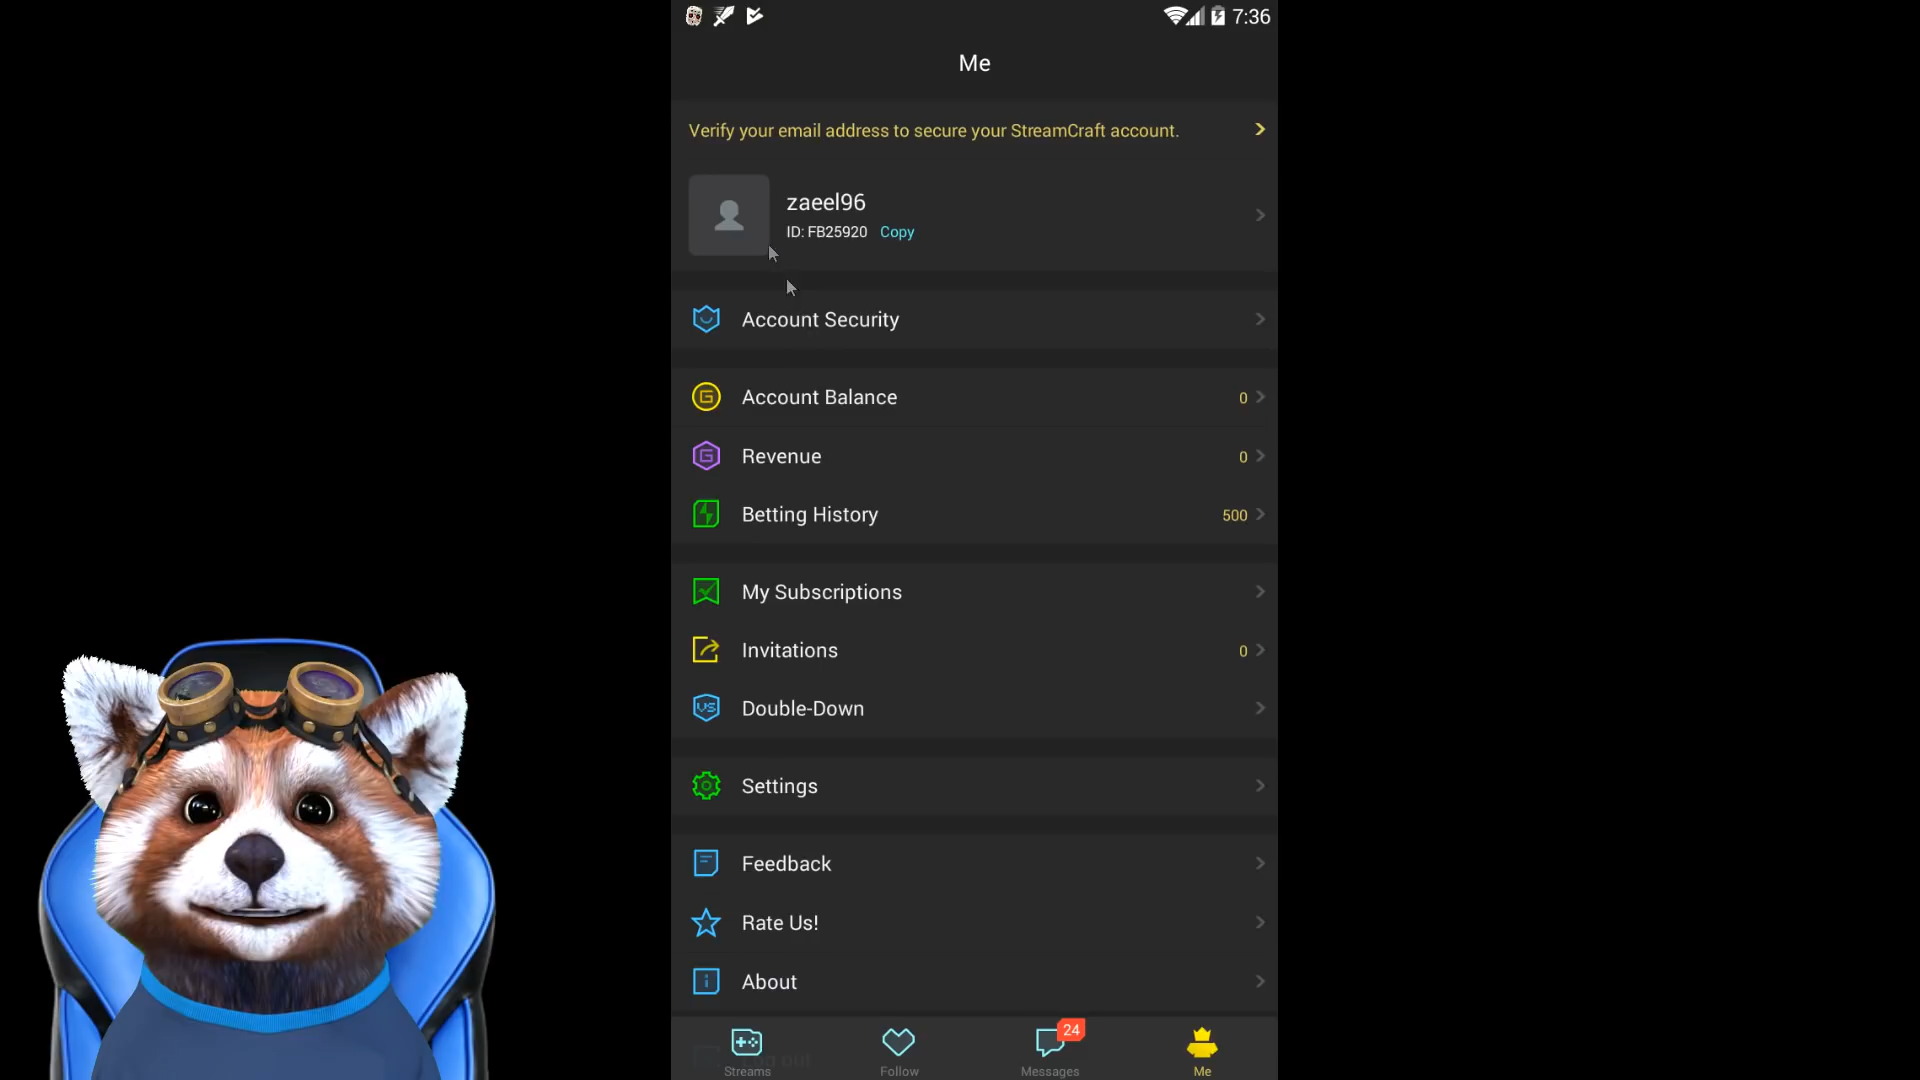 7:36
Me
Verify your email address to secure your StreamCraft account.
zaeel96
ID: FB25920 Copy
Account Security
Account Balance 0
Revenue 0
Betting History 500
My Subscriptions
Invitations 0
VS Double-Down
Settings
Feedback
Rate Us!
About
24
Streams Follow Messages Me